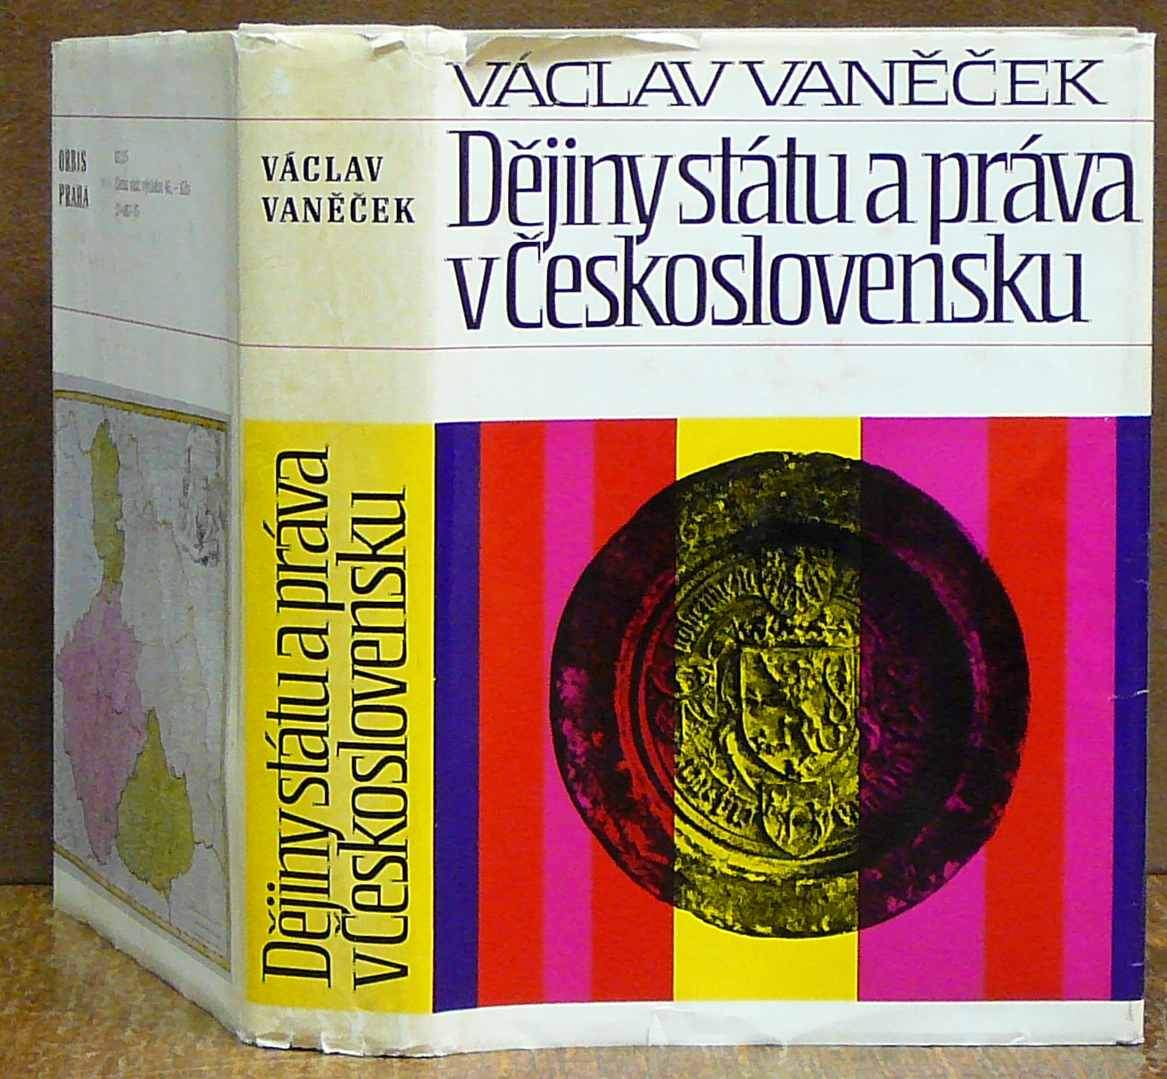 VÁCLAV VANĚČEK
Dějiny státu a práva
v Československu
VÁCLAV
VANĚČEK
Dějiny státu a práva
v Československu
ORBIS
PRAHA